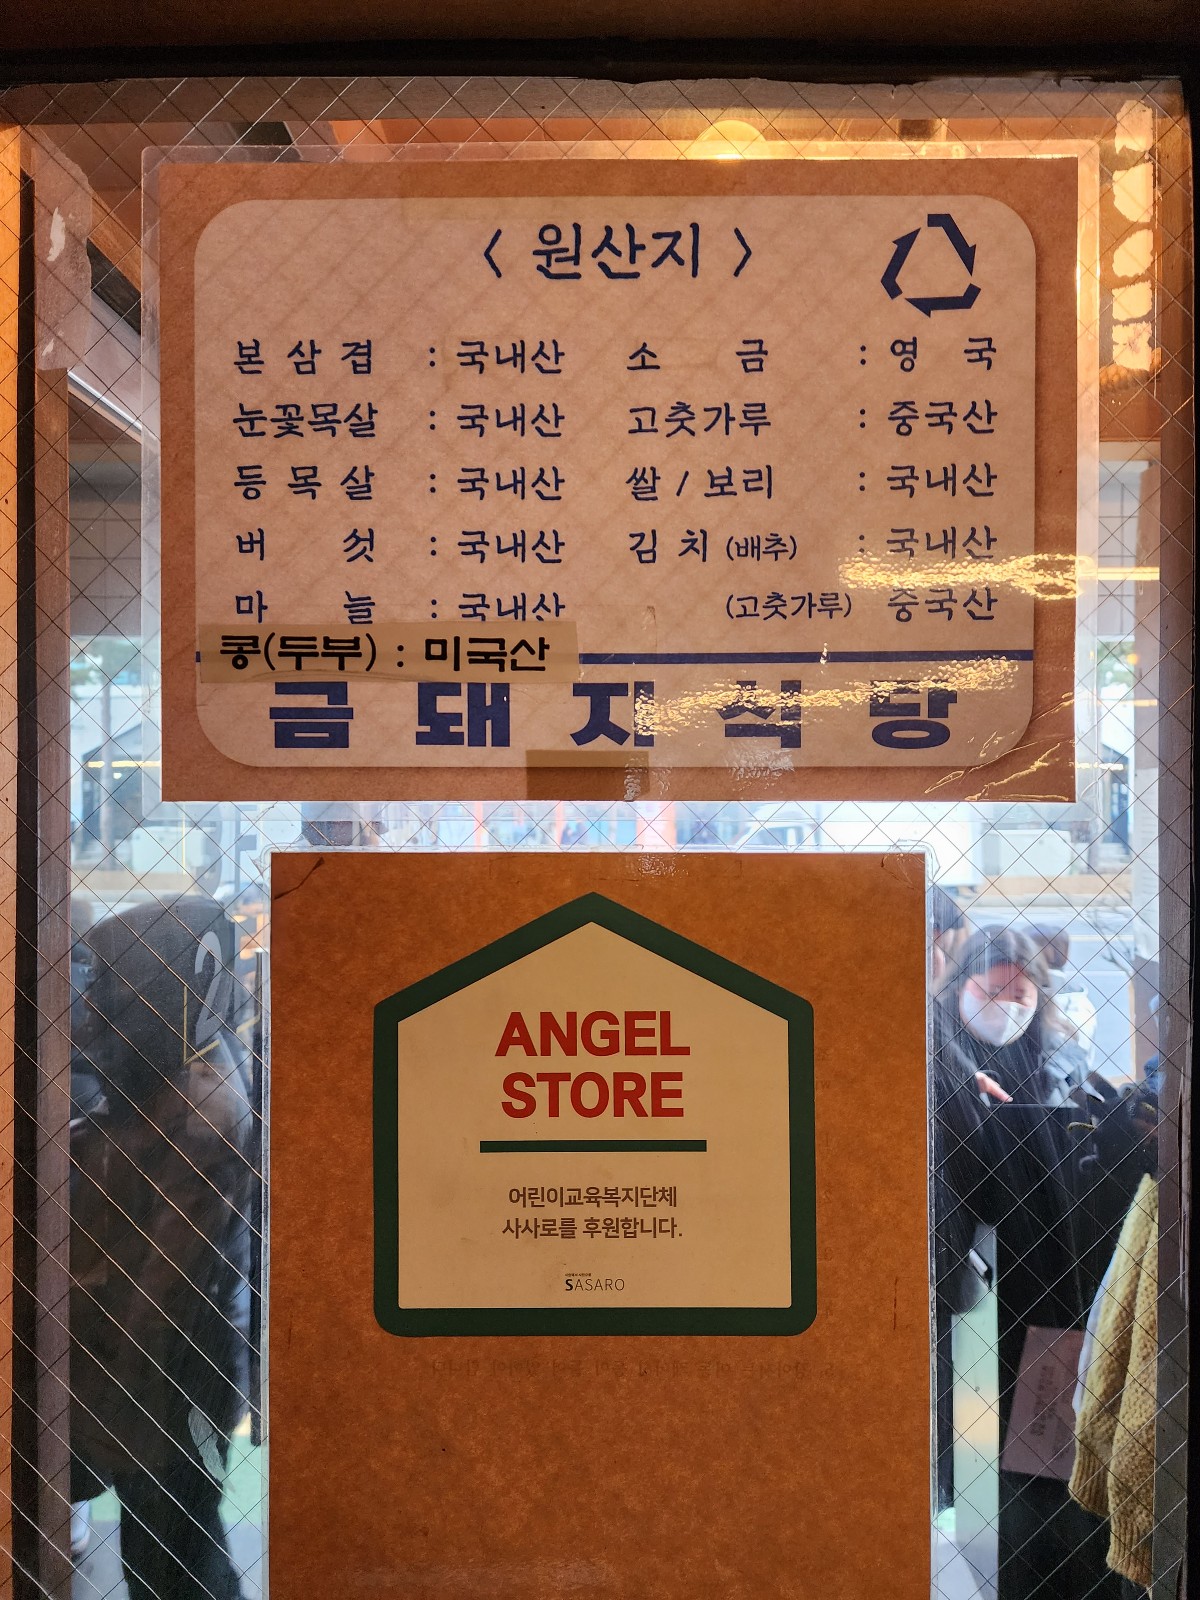 < 원산지 >
본 삼 겹 : 국내산 소 금 : 영 국
눈꽃목살 : 국내산 고춧가루 : 중국산
등 목 살 : 국내산 쌀 / 보리 : 국내산
버 섯 : 국내산 김 치 (배추) : 국내산
마 늘 : 국내산 (고춧가루) 중국산
콩(두부) : 미국산
금 돼 지 식 당
ANGEL
STORE
어린이교육복지단체
사사로를 후원합니다.
SASARO
2